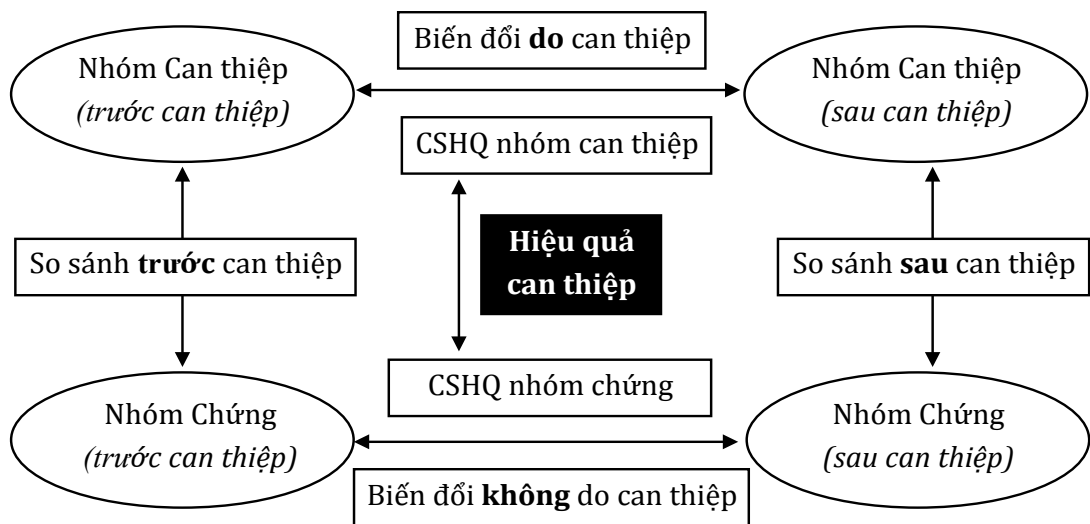 Biến đổi do can thiệp
Nhóm Can thiệp
(trước can thiệp)
Nhóm Can thiệp
(sau can thiệp)
CSHQ nhóm can thiệp
So sánh trước can thiệp
Hiệu quả
can thiệp
So sánh sau can thiệp
CSHQ nhóm chứng
Nhóm Chứng
(trước can thiệp)
Nhóm Chứng
(sau can thiệp)
Biến đổi không do can thiệp